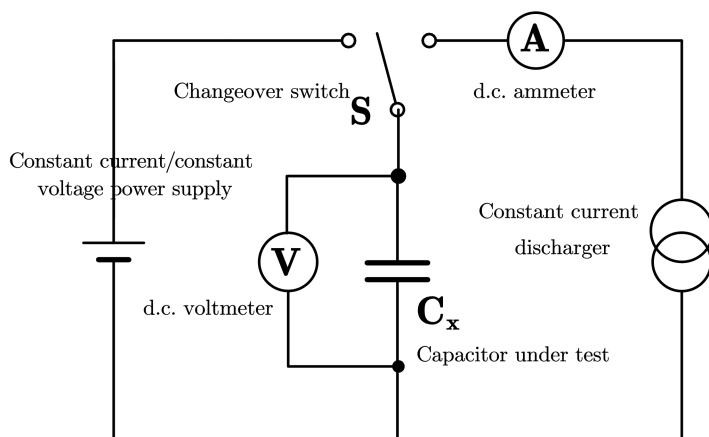 A
Changeover switch
d.c. ammeter
S
Constant current/constant
voltage power supply
Constant current
discharger
V
d.c. voltmeter
Cx
Capacitor under test